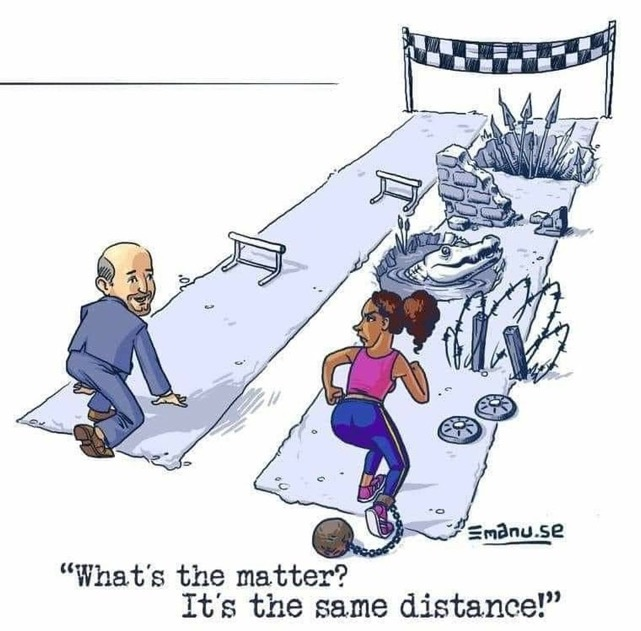 Emanu.se
“What's the matter?
It's the same distance!”